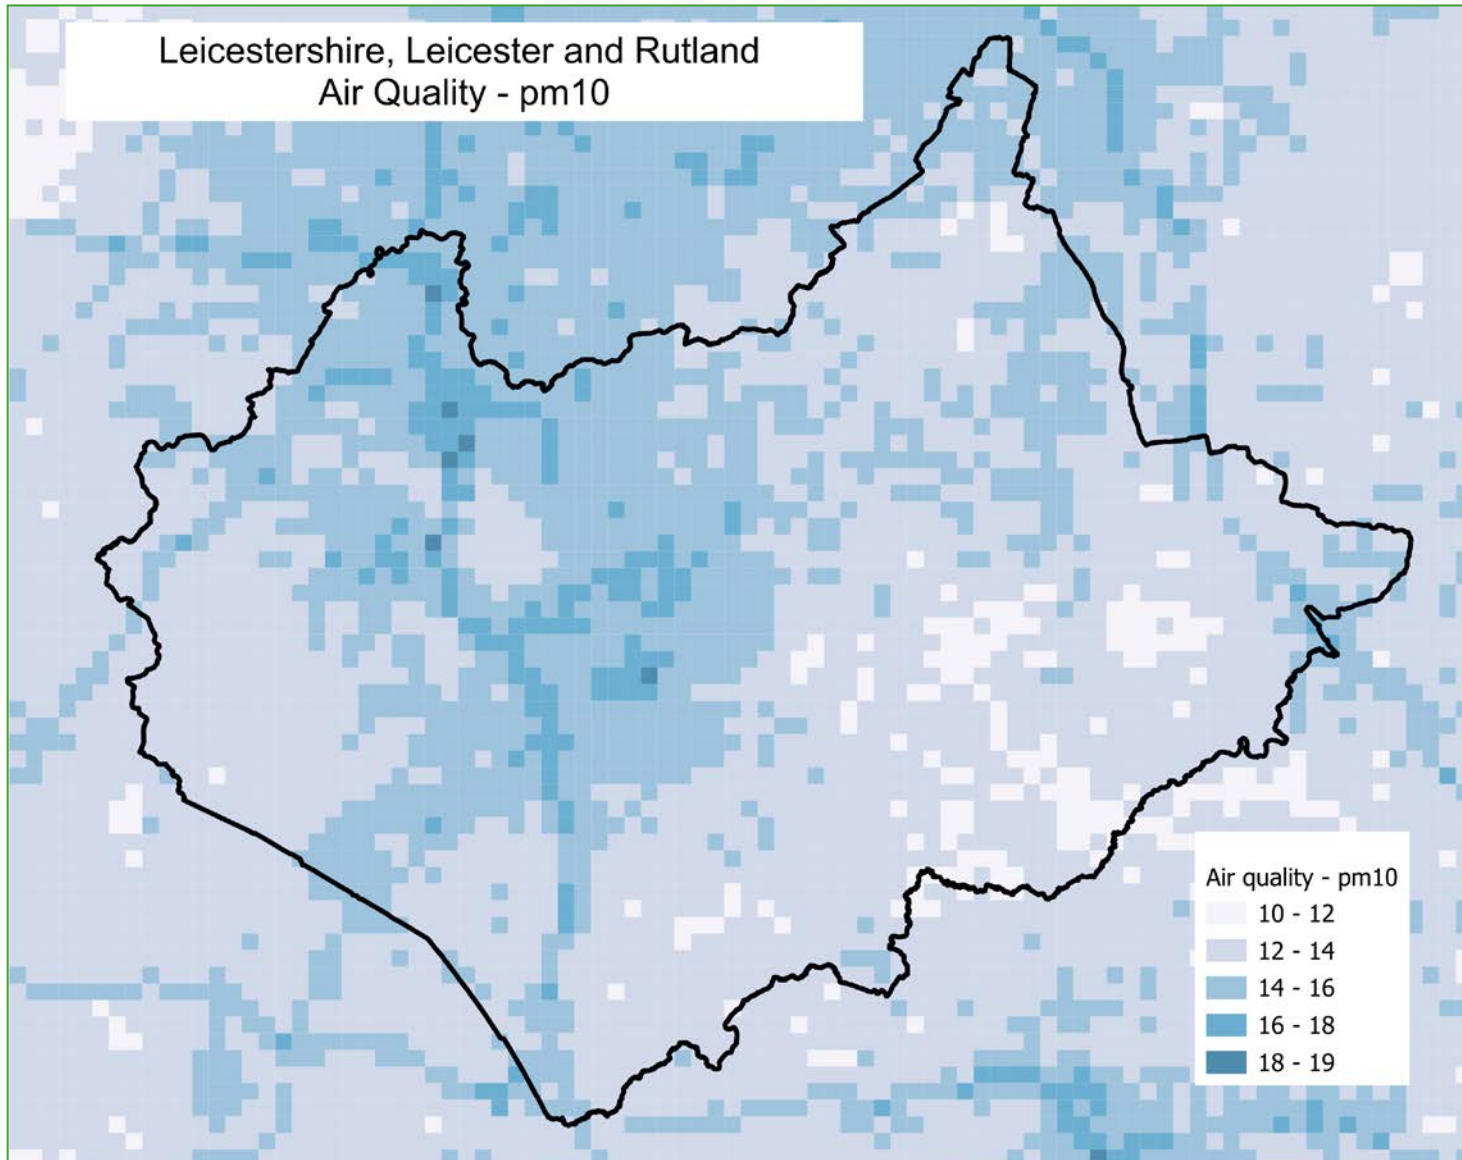 Leicestershire, Leicester and Rutland
Air Quality - pm10
Air quality - pm10
10 - 12
12 - 14
14 - 16
16 - 18
18 - 19